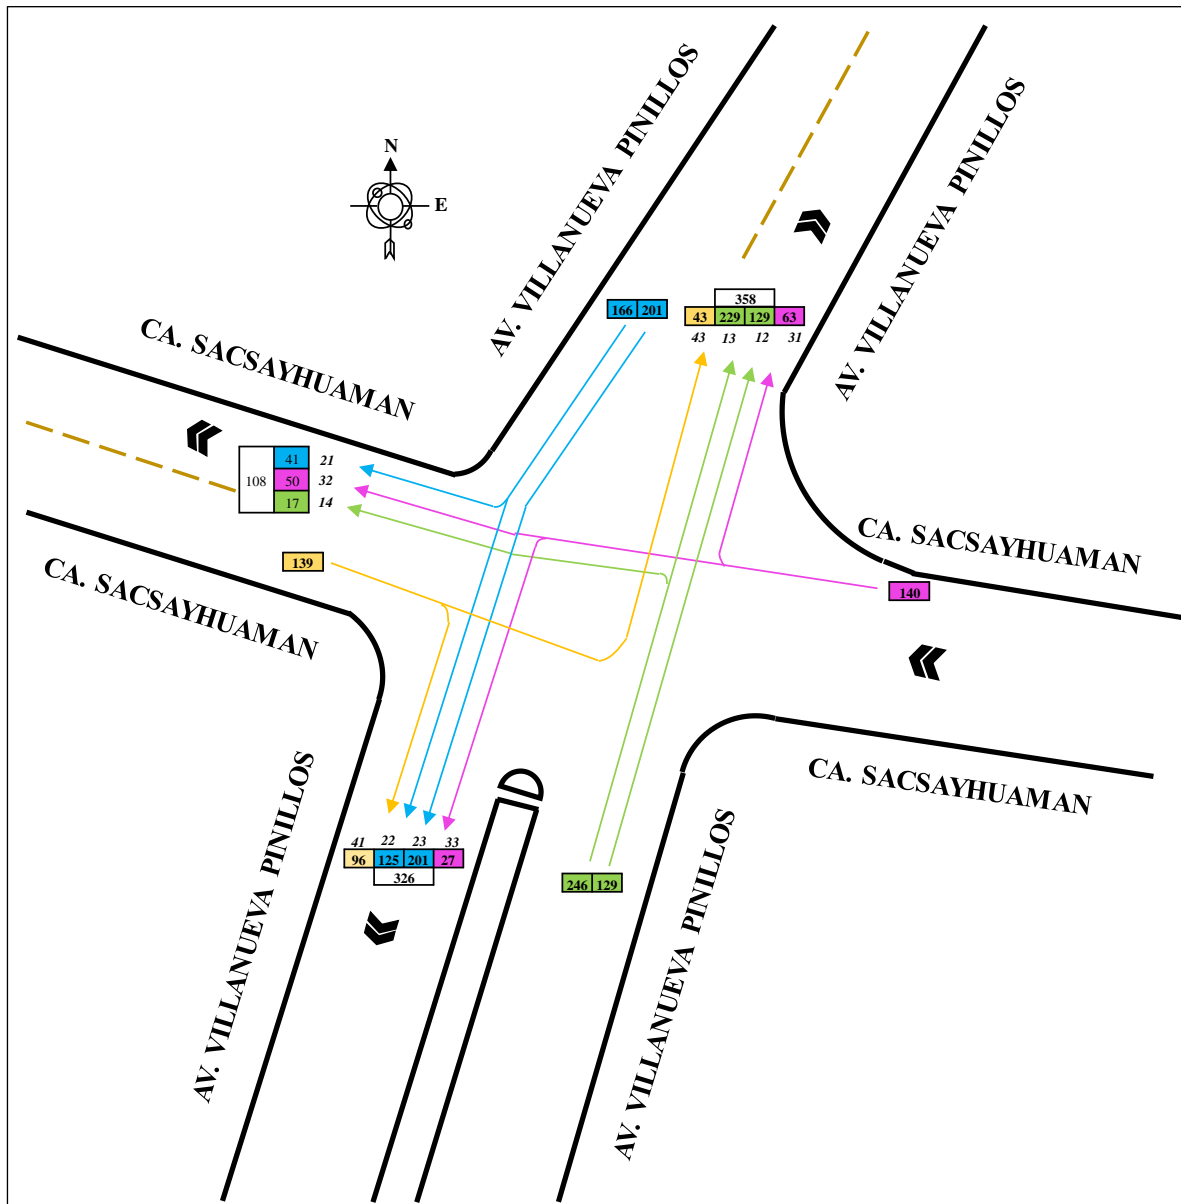 AV. VILLANUEVA PINILLOS
AV. VILLANUEVA PINILLOS
N
E
CA. SACSAYHUAMAN
166 201
358
43 229 129 63
43 13 12 31
108
41 21
50 32
17 14
139
CA. SACSAYHUAMAN
140
CA. SACSAYHUAMAN
CA. SACSAYHUAMAN
AV. VILLANUEVA PINILLOS
AV. VILLANUEVA PINILLOS
41 22 23 33
96 125 201 27
326
246 129